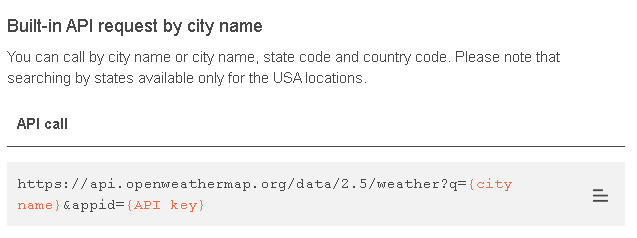 Built-in API request by city name
You can call by city name or city name, state code and country code. Please note that
searching by states available only for the USA locations.
API call
https://api.openweathermap.org/data/2.5/weather?q={city
name}&appid={API key}